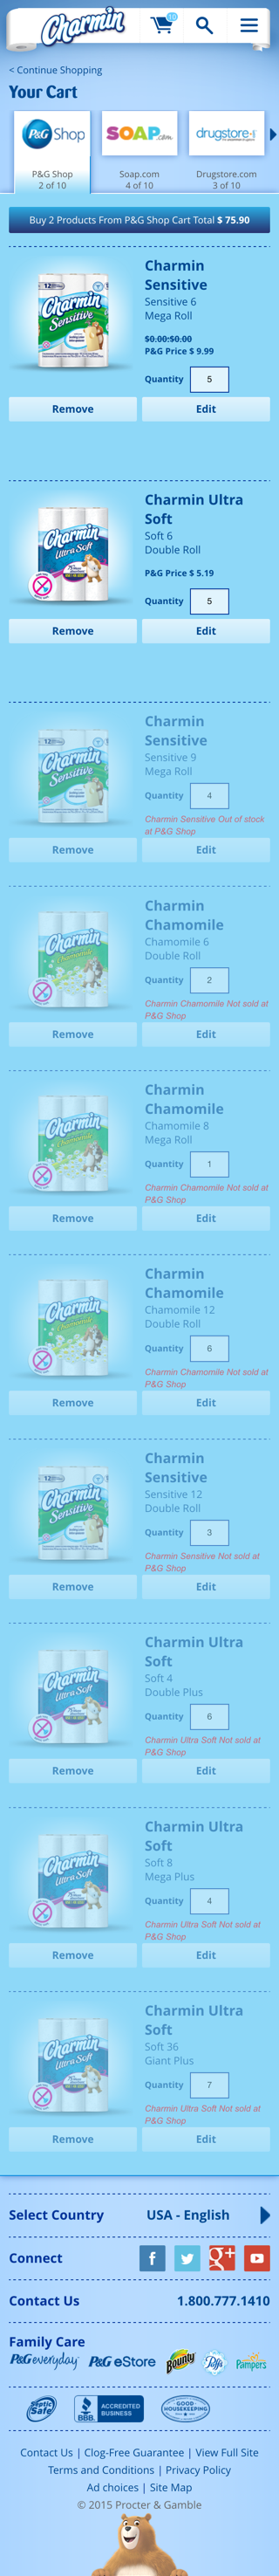 Charmin
10
< Continue Shopping
Your Cart
P&G Shop
SOAP.com
drugstore
P&G Shop
2 of 10
Soap.com
4 of 10
Drugstore.com
3 of 10
Buy 2 Products From P&G Shop Cart Total $ 75.90
Charmin
Sensitive
Sensitive 6
Mega Roll
$0.00:$0.00
P&G Price $ 9.99
Quantity 5
Remove
Edit
Charmin Ultra
Soft
Soft 6
Double Roll
P&G Price $ 5.19
Quantity 5
Remove
Edit
Charmin
Sensitive
Sensitive 9
Mega Roll
Quantity 4
Charmin Sensitive Out of stock
at P&G Shop
Remove
Edit
Charmin
Chamomile
Chamomile 6
Double Roll
Quantity 2
Charmin Chamomile Not sold at
P&G Shop
Remove
Edit
Charmin
Chamomile
Chamomile 8
Mega Roll
Quantity 1
Charmin Chamomile Not sold at
P&G Shop
Remove
Edit
Charmin
Chamomile
Chamomile 12
Double Roll
Quantity 6
Charmin Chamomile Not sold at
P&G Shop
Remove
Edit
Charmin
Sensitive
Sensitive 12
Double Roll
Quantity 3
Charmin Sensitive Not sold at
P&G Shop
Remove
Edit
Charmin Ultra
Soft
Soft 4
Double Plus
Quantity 6
Charmin Ultra Soft Not sold at
P&G Shop
Remove
Edit
Charmin Ultra
Soft
Soft 8
Mega Plus
Quantity 4
Charmin Ultra Soft Not sold at
P&G Shop
Remove
Edit
Charmin Ultra
Soft
Soft 36
Giant Plus
Quantity 7
Charmin Ultra Soft Not sold at
P&G Shop
Remove
Edit
Select Country USA - English
Connect
Contact Us 1.800.777.1410
Family Care
P&G everyday P&G eStore Bounty Puffs Pampers
Septic Safe
BBB ACCREDITED BUSINESS
GOOD HOUSEKEEPING
Contact Us | Clog-Free Guarantee | View Full Site
Terms and Conditions | Privacy Policy
Ad choices | Site Map
© 2015 Procter & Gamble